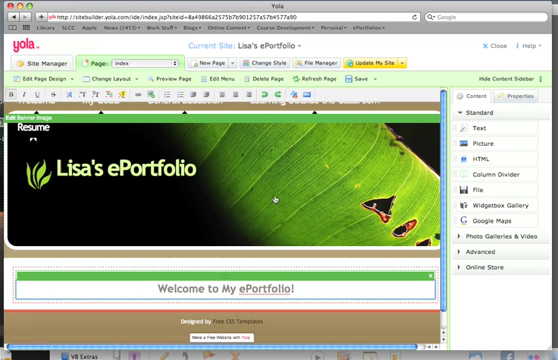 Yola
http://sitebuilder.yola.com/ide/index.jsp?siteid=8a49866a2575b7b901257a57b4577a90
Google
Library SLCC Apple News (1453) Work Stuff Blogs Online Content Course Development Personal ePortfolios
yola
Current Site: Lisa's ePortfolio
Close Help
Site Manager
Page: index
New Page Change Style File Manager Update My Site
Edit Page Design Change Layout Preview Page Edit Menu Delete Page Refresh Page Save Hide Content Sidebar
B I U
Content Properties
Edit Banner Image
Resume
Lisa's ePortfolio
Standard
Text
Picture
HTML
Column Divider
File
Widgetbox Gallery
Google Maps
Photo Galleries & Video
Advanced
Online Store
Welcome to My ePortfolio!
Designed by Free CSS Templates
Make a Free Website with Yola.
VB Extras